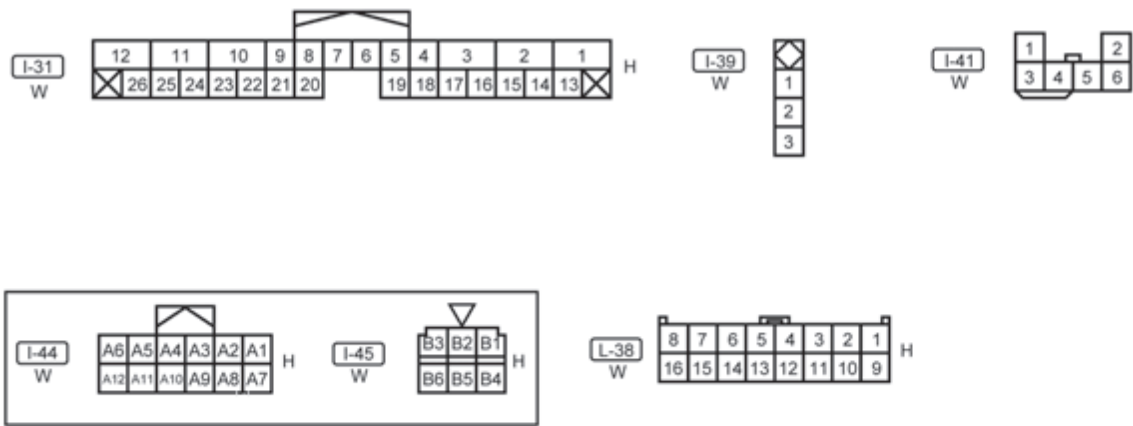 12 11 10 9 8 7 6 5 4 3 2 1
I-31 H
W
26 25 24 23 22 21 20 19 18 17 16 15 14 13
I-39
W
1
2
3
I-41
W
1 2
3 4 5 6
I-44
W
A6 A5 A4 A3 A2 A1
A12 A11 A10 A9 A8 A7
H
I-45
W
B3 B2 B1
B6 B5 B4
H
L-38
W
8 7 6 5 4 3 2 1
16 15 14 13 12 11 10 9
H